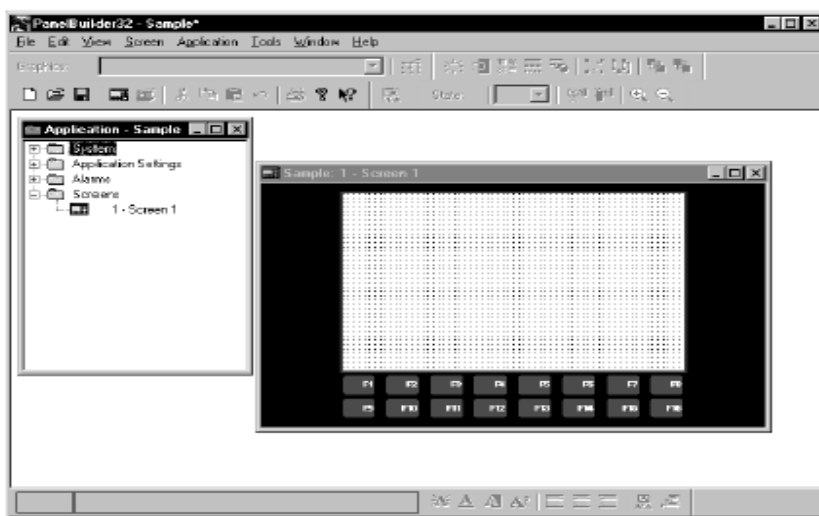 PanelBuilder32 - Sample*
File Edit View Screen Application Tools Window Help
Graphics:
State:
Application - Sample
System
Application Settings
Alarms
Screens
1 - Screen 1
Sample: 1 - Screen 1
F1 F2 F3 F4 F5 F6 F7 F8
F9 F10 F11 F12 F13 F14 F15 F16